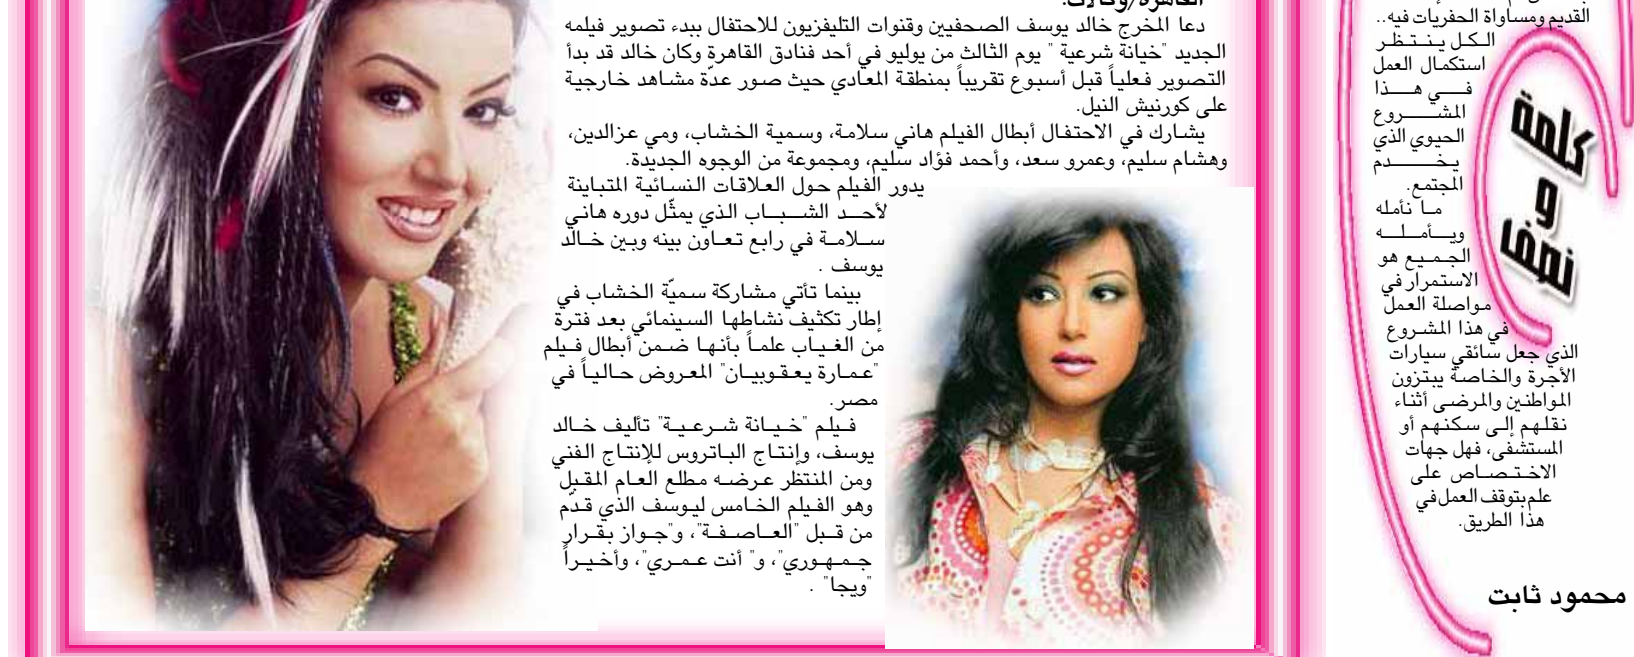 القاهرة/وكالات:
دعا المخرج خالد يوسف الصحفيين وقنوات التليفزيون للاحتفال ببدء تصوير فيلمه
الجديد "خيانة شرعية " يوم الثالث من يوليو في أحد فنادق القاهرة وكان خالد قد بدأ
التصوير فعلياً قبل أسبوع تقريباً بمنطقة المعادي حيث صور عدّة مشاهد خارجية
على كورنيش النيل.
يشارك في الاحتفال أبطال الفيلم هاني سلامة، وسمية الخشاب، ومي عزالدين،
وهشام سليم، وعمرو سعد، وأحمد فؤاد سليم، ومجموعة من الوجوه الجديدة.
يدور الفيلم حول العلاقات النسائية المتباينة
لأحد الشباب الذي يمثّل دوره هاني
سلامة في رابع تعاون بينه وبين خالد
يوسف .
بينما تأتي مشاركة سميّة الخشاب في
إطار تكثيف نشاطها السينمائي بعد فترة
من الغياب علماً بأنها ضمن أبطال فيلم
"عمارة يعقوبيان" المعروض حالياً في
مصر.
فيلم "خيانة شرعية" تأليف خالد
يوسف، وإنتاج الباتروس للإنتاج الفني
ومن المنتظر عرضه مطلع العام المقبل
وهو الفيلم الخامس ليوسف الذي قدّم
من قبل "العاصفة"، و"جواز بقرار
جمهوري"، و" أنت عمري"، وأخيراً
"ويجا" .
كلمة
و
نصف
القديم ومساواة الحفريات فيه..
الكل ينتظر
استكمال العمل
في هذا
المشروع
الحيوي الذي
يخدم
المجتمع.
ما نأمله
ويأمله
الجميع هو
الاستمرار في
مواصلة العمل
في هذا المشروع
الذي جعل سائقي سيارات
الأجرة والخاصة يبتزون
المواطنين والمرضى أثناء
نقلهم إلى سكنهم أو
المستشفى، فهل جهات
الاختصاص على
علم بتوقف العمل في
هذا الطريق.
محمود ثابت